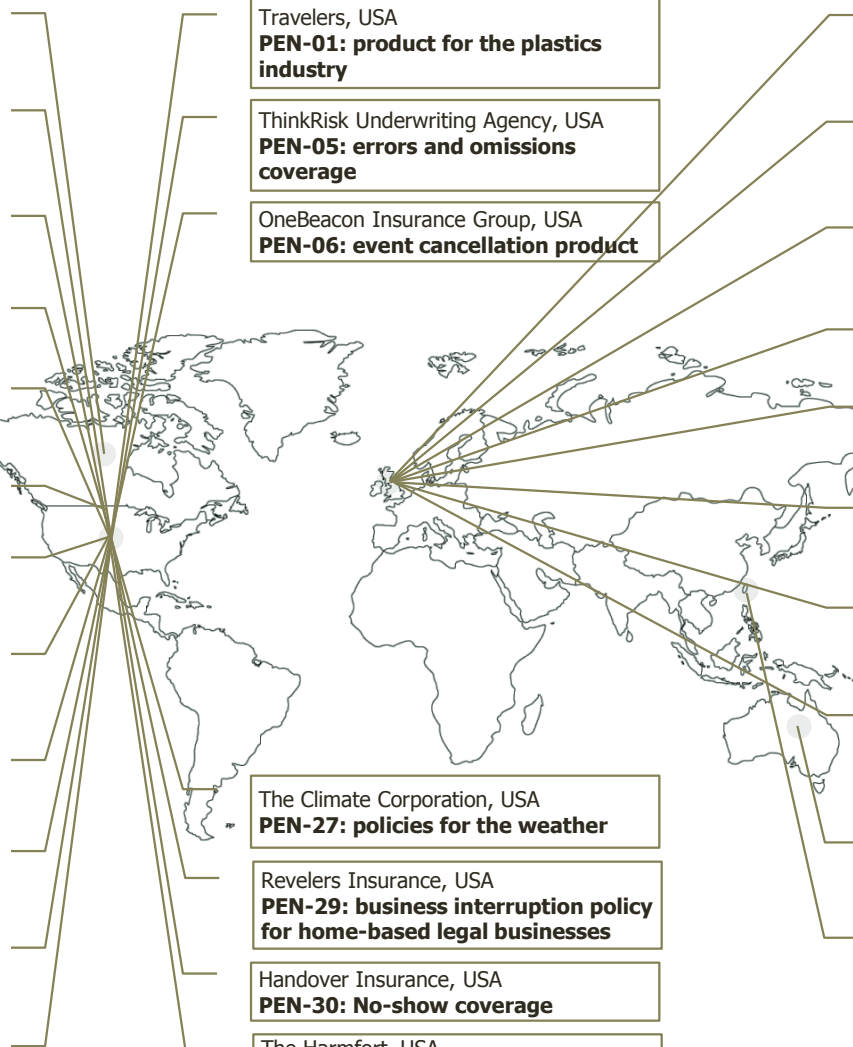 Travelers, USA
PEN-01: product for the plastics
industry
ThinkRisk Underwriting Agency, USA
PEN-05: errors and omissions
coverage
OneBeacon Insurance Group, USA
PEN-06: event cancellation product
The Climate Corporation, USA
PEN-27: policies for the weather
Revelers Insurance, USA
PEN-29: business interruption policy
for home-based legal businesses
Handover Insurance, USA
PEN-30: No-show coverage
The Harmfort, USA